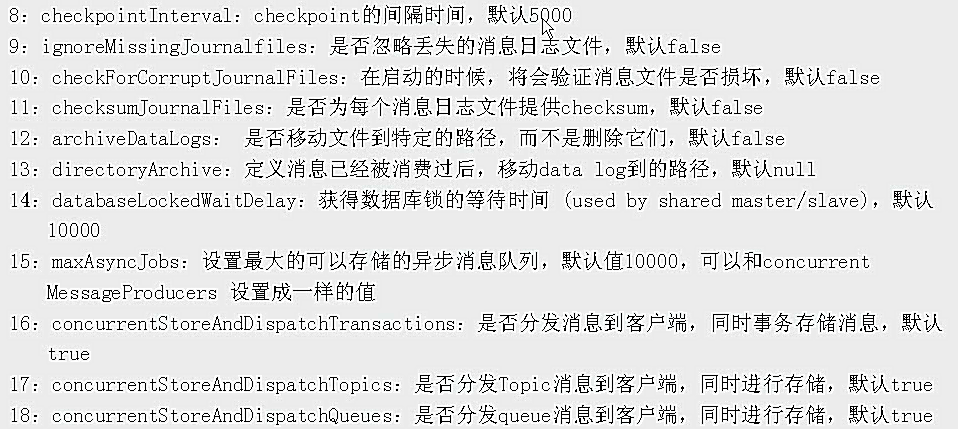 8：checkpointInterval：checkpoint的间隔时间，默认5000
9：ignoreMissingJournalfiles：是否忽略丢失的消息日志文件，默认false
10：checkForCorruptJournalFiles：在启动的时候，将会验证消息文件是否损坏，默认false
11：checksumJournalFiles：是否为每个消息日志文件提供checksum，默认false
12：archiveDataLogs： 是否移动文件到特定的路径，而不是删除它们，默认false
13：directoryArchive：定义消息已经被消费过后，移动data log到的路径，默认null
14：databaseLockedWaitDelay：获得数据库锁的等待时间 (used by shared master/slave)，默认
10000
15：maxAsyncJobs：设置最大的可以存储的异步消息队列，默认值10000，可以和concurrent
MessageProducers 设置成一样的值
16：concurrentStoreAndDispatchTransactions：是否分发消息到客户端，同时事务存储消息，默认
true
17：concurrentStoreAndDispatchTopics：是否分发Topic消息到客户端，同时进行存储，默认true
18：concurrentStoreAndDispatchQueues：是否分发queue消息到客户端，同时进行存储，默认true